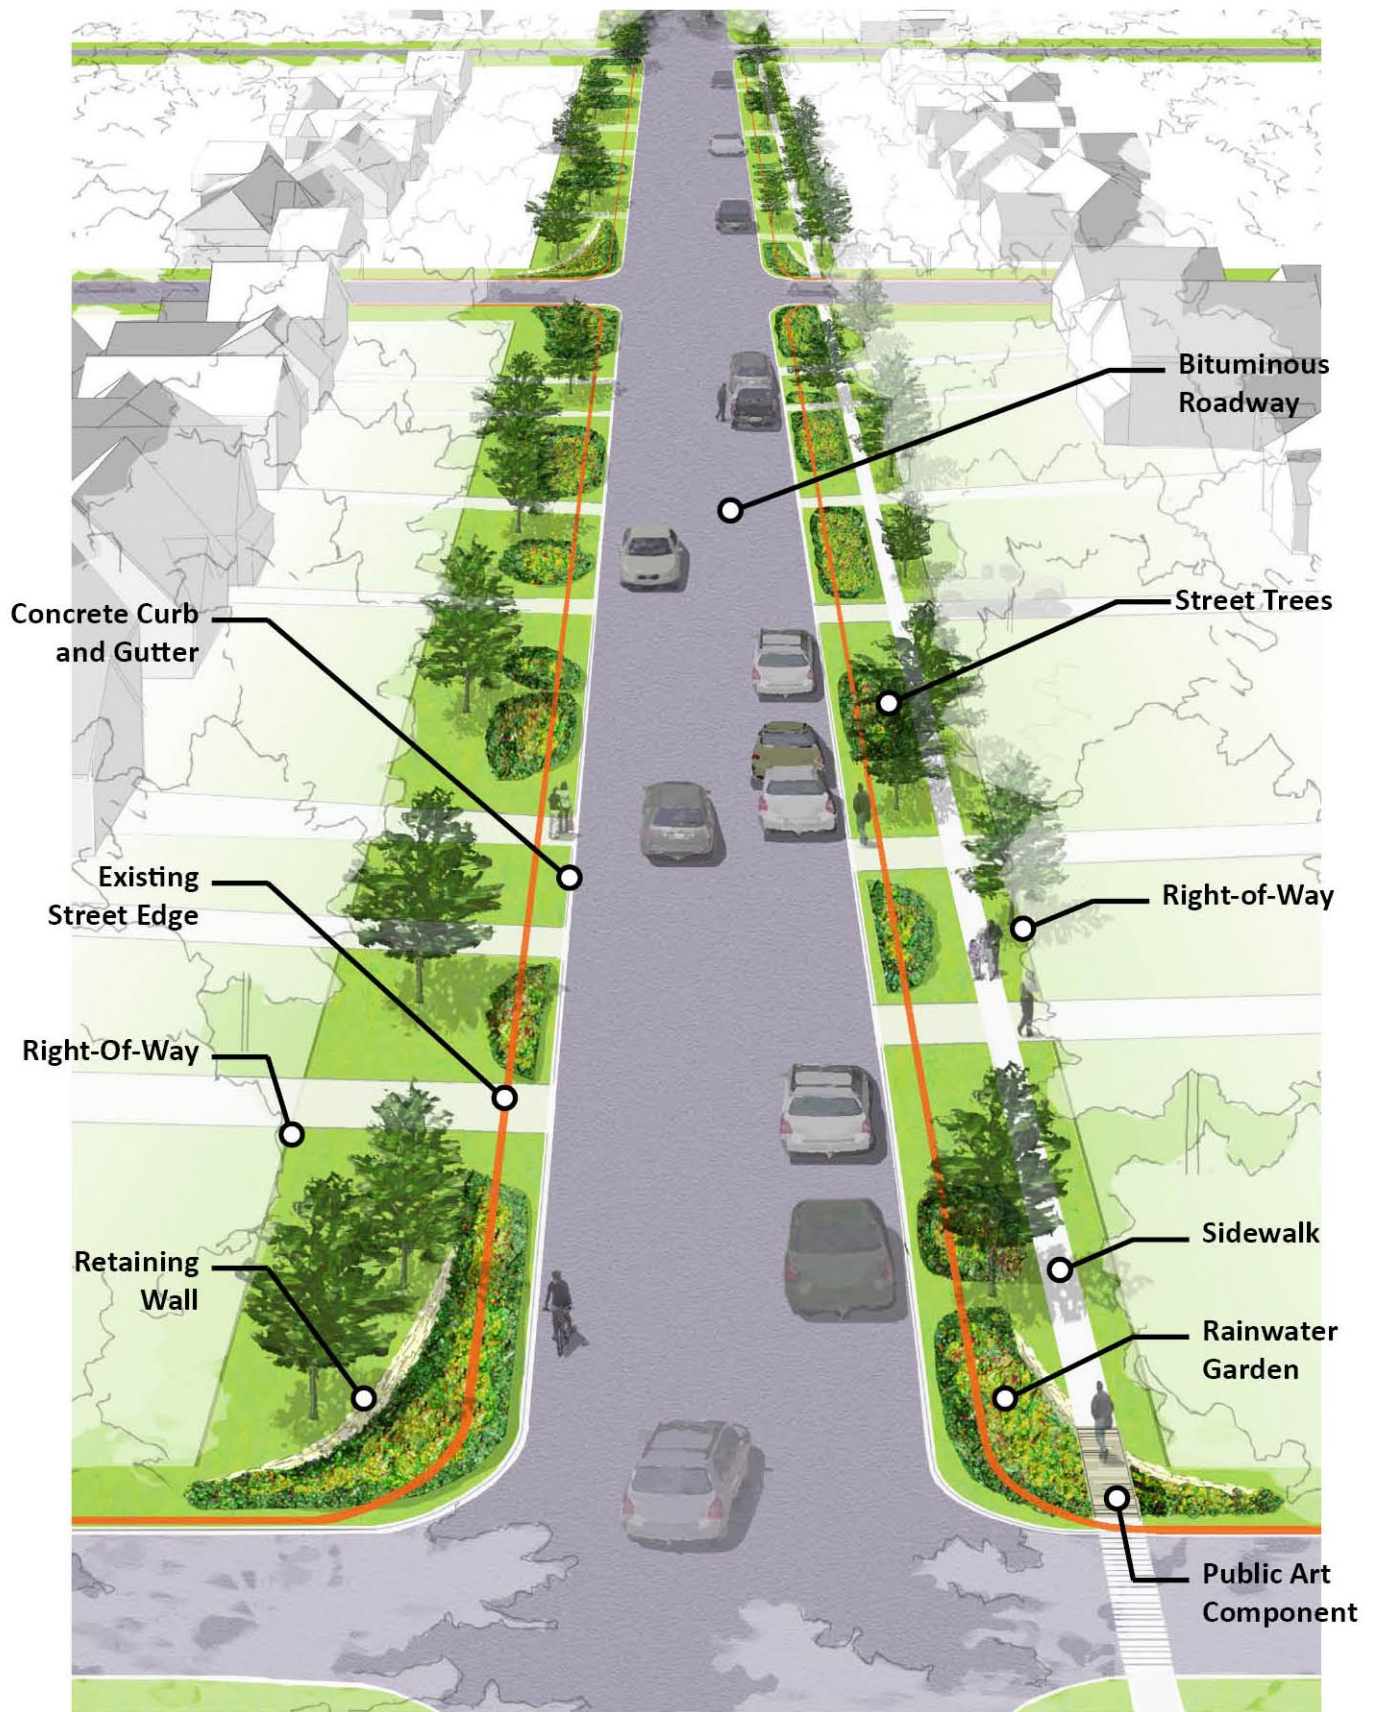 Bituminous
Roadway
Street Trees
Concrete Curb
and Gutter
Existing
Street Edge
Right-of-Way
Right-Of-Way
Sidewalk
Retaining
Wall
Rainwater
Garden
Public Art
Component